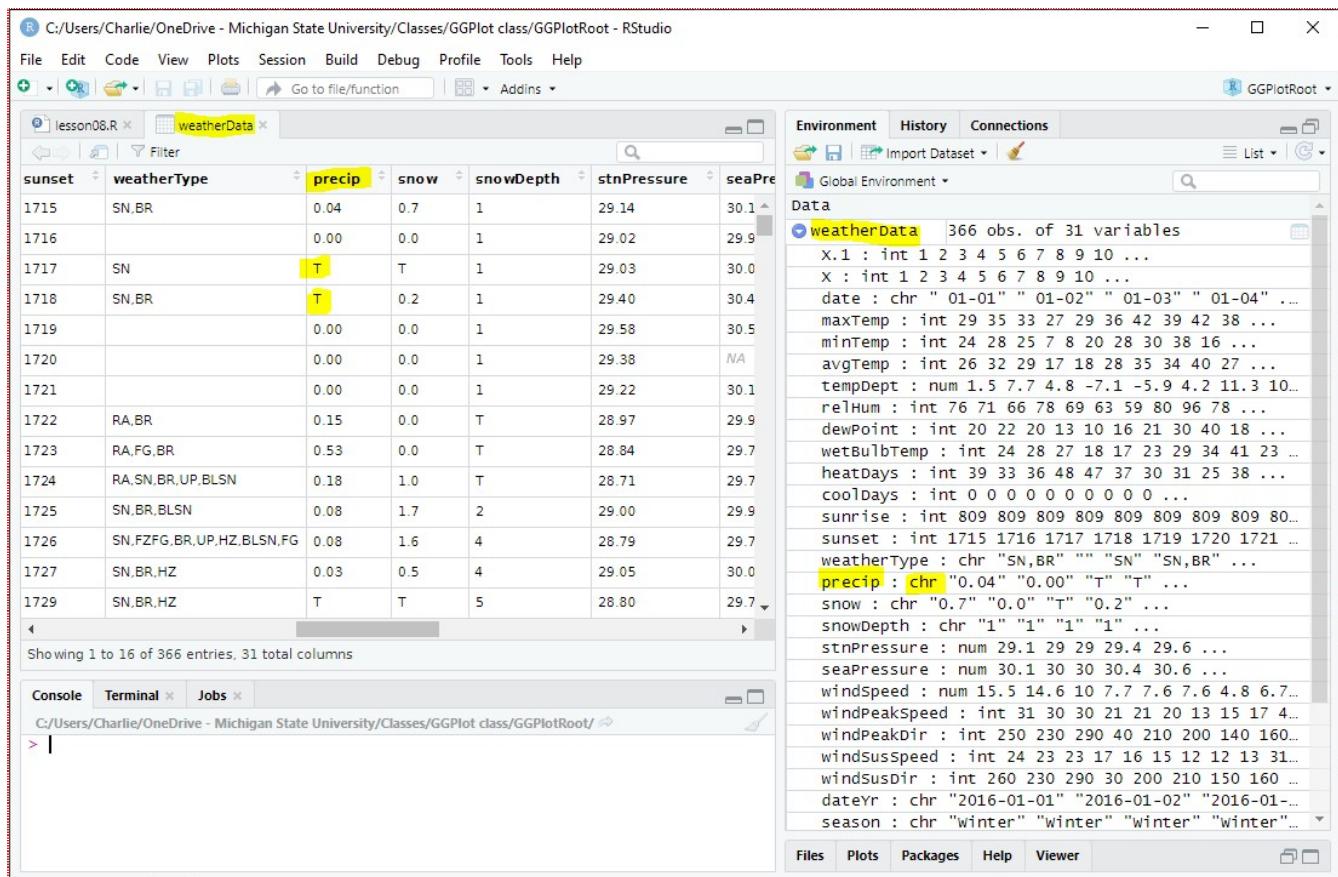 C:/Users/Charlie/OneDrive - Michigan State University/Classes/GGPlot class/GGPlotRoot - RStudio
File Edit Code View Plots Session Build Debug Profile Tools Help
Go to file/function Addins GGPlotRoot
lesson08.R weatherData
Filter
sunset weatherType precip snow snowDepth stnPressure seaPre
1715 SN,BR 0.04 0.7 1 29.14 30.1
1716 0.00 0.0 1 29.02 29.9
1717 SN T T 1 29.03 30.0
1718 SN,BR T 0.2 1 29.40 30.4
1719 0.00 0.0 1 29.58 30.5
1720 0.00 0.0 1 29.38 NA
1721 0.00 0.0 1 29.22 30.1
1722 RA,BR 0.15 0.0 T 28.97 29.9
1723 RA,FG,BR 0.53 0.0 T 28.84 29.7
1724 RA,SN,BR,UP,BLSN 0.18 1.0 T 28.71 29.7
1725 SN,BR,BLSN 0.08 1.7 2 29.00 29.9
1726 SN,FZFG,BR,UP,HZ,BLSN,FG 0.08 1.6 4 28.79 29.7
1727 SN,BR,HZ 0.03 0.5 4 29.05 30.0
1729 SN,BR,HZ T T 5 28.80 29.7
Showing 1 to 16 of 366 entries, 31 total columns
Console Terminal Jobs
C:/Users/Charlie/OneDrive - Michigan State University/Classes/GGPlot class/GGPlotRoot/
>
Environment History Connections
Import Dataset List
Global Environment
Data
weatherData 366 obs. of 31 variables
X.1 : int 1 2 3 4 5 6 7 8 9 10 ...
X : int 1 2 3 4 5 6 7 8 9 10 ...
date : chr " 01-01" " 01-02" " 01-03" " 01-04" ...
maxTemp : int 29 35 33 27 29 36 42 39 42 38 ...
minTemp : int 24 28 25 7 8 20 28 30 38 16 ...
avgTemp : int 26 32 29 17 18 28 35 34 40 27 ...
tempDept : num 1.5 7.7 4.8 -7.1 -5.9 4.2 11.3 10…
relHum : int 76 71 66 78 69 63 59 80 96 78 ...
dewPoint : int 20 22 20 13 10 16 21 30 40 18 ...
wetBulbTemp : int 24 28 27 18 17 23 29 34 41 23 …
heatDays : int 39 33 36 48 47 37 30 31 25 38 ...
coolDays : int 0 0 0 0 0 0 0 0 0 0 ...
sunrise : int 809 809 809 809 809 809 809 809 80…
sunset : int 1715 1716 1717 1718 1719 1720 1721 …
weatherType : chr "SN,BR" "" "SN" "SN,BR" ...
precip : chr "0.04" "0.00" "T" "T" ...
snow : chr "0.7" "0.0" "T" "0.2" ...
snowDepth : chr "1" "1" "1" "1" ...
stnPressure : num 29.1 29 29 29.4 29.6 ...
seaPressure : num 30.1 30 30 30.4 30.6 ...
windSpeed : num 15.5 14.6 10 7.7 7.6 7.6 4.8 6.7…
windPeakSpeed : int 31 30 30 21 21 20 13 15 17 4…
windPeakDir : int 250 230 290 40 210 200 140 160…
windSusSpeed : int 24 23 23 17 16 15 12 12 13 31…
windSusDir : int 260 230 290 30 200 210 150 160 …
dateYr : chr "2016-01-01" "2016-01-02" "2016-01-…
season : chr "Winter" "Winter" "Winter" "Winter"…
Files Plots Packages Help Viewer